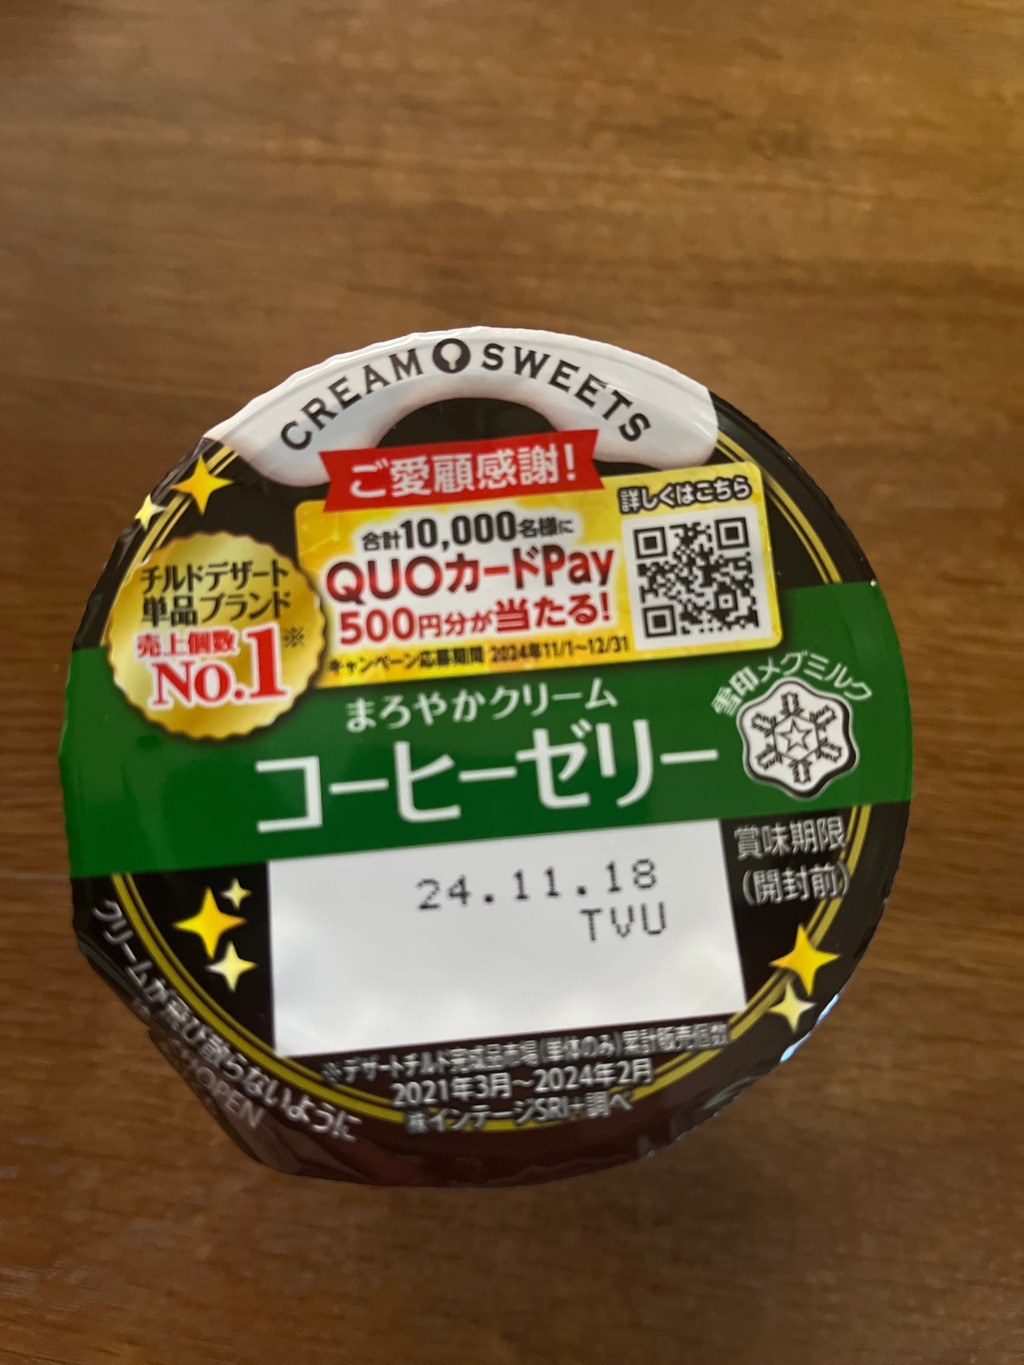 CREAM SWEETS
ご愛顧感謝!
詳しくはこちら
合計10,000名様に
QUOカードPay
500円分が当たる!
キャンペーン応募期間 2024年11/1~12/31
チルドデザート
単品ブランド
売上個数※
No.1
まろやかクリーム
コーヒーゼリー
雪印メグミルク
賞味期限
(開封前)
24.11.18
TVU
※デザートチルド完成品市場(単体のみ)累計販売個数
2021年3月~2024年2月
㈱インテージSRI+調べ
クリームが飛び散らないように
OPEN